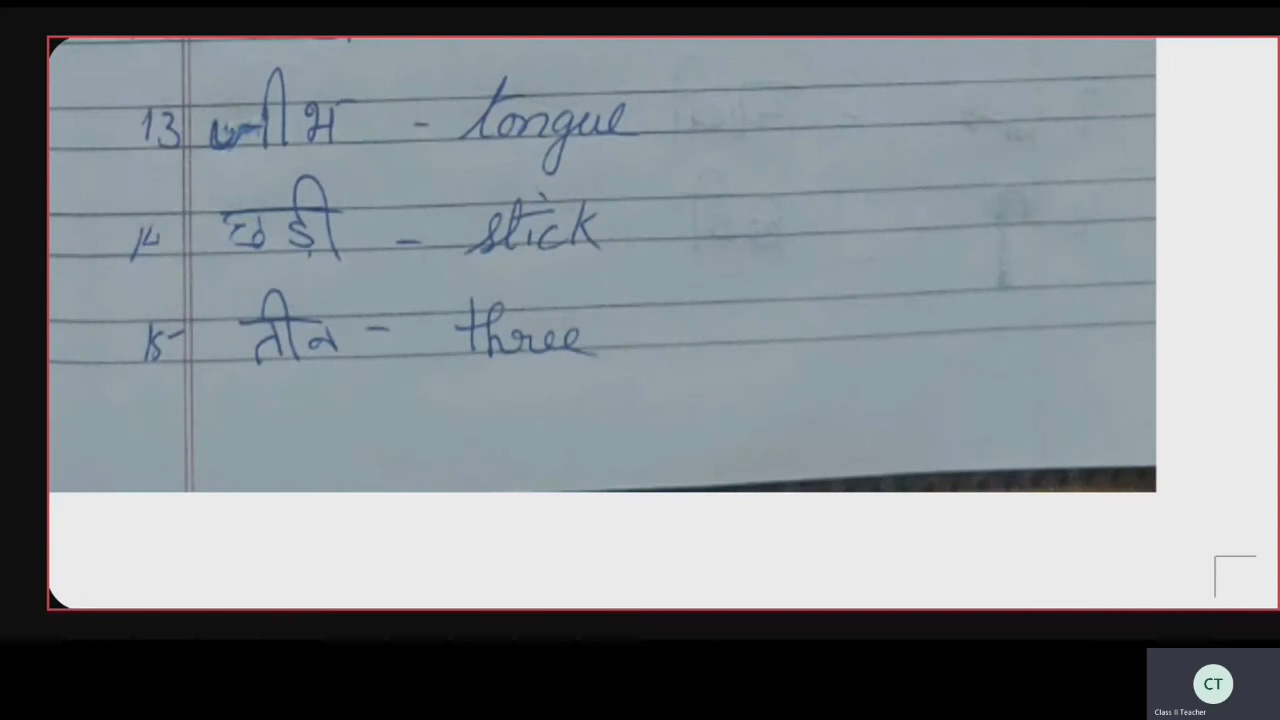 13 जीभ - tongue
14 छड़ी - stick
15 तीन - three
CT
Class II Teacher